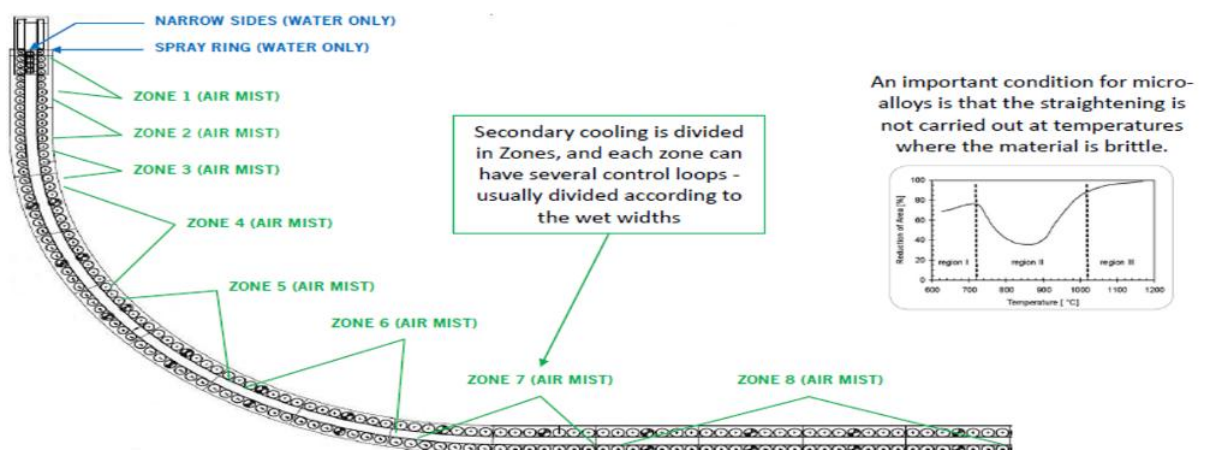 NARROW SIDES (WATER ONLY)
SPRAY RING (WATER ONLY)
ZONE 1 (AIR MIST)
ZONE 2 (AIR MIST)
ZONE 3 (AIR MIST)
ZONE 4 (AIR MIST)
ZONE 5 (AIR MIST)
ZONE 6 (AIR MIST)
ZONE 7 (AIR MIST)
ZONE 8 (AIR MIST)
Secondary cooling is divided
in Zones, and each zone can
have several control loops -
usually divided according to
the wet widths
An important condition for micro-
alloys is that the straightening is
not carried out at temperatures
where the material is brittle.
Reduction of Area [%]
100
80
60
40
20
0
region I
region II
region III
600 700 800 900 1000 1100 1200
Temperature [ °C]